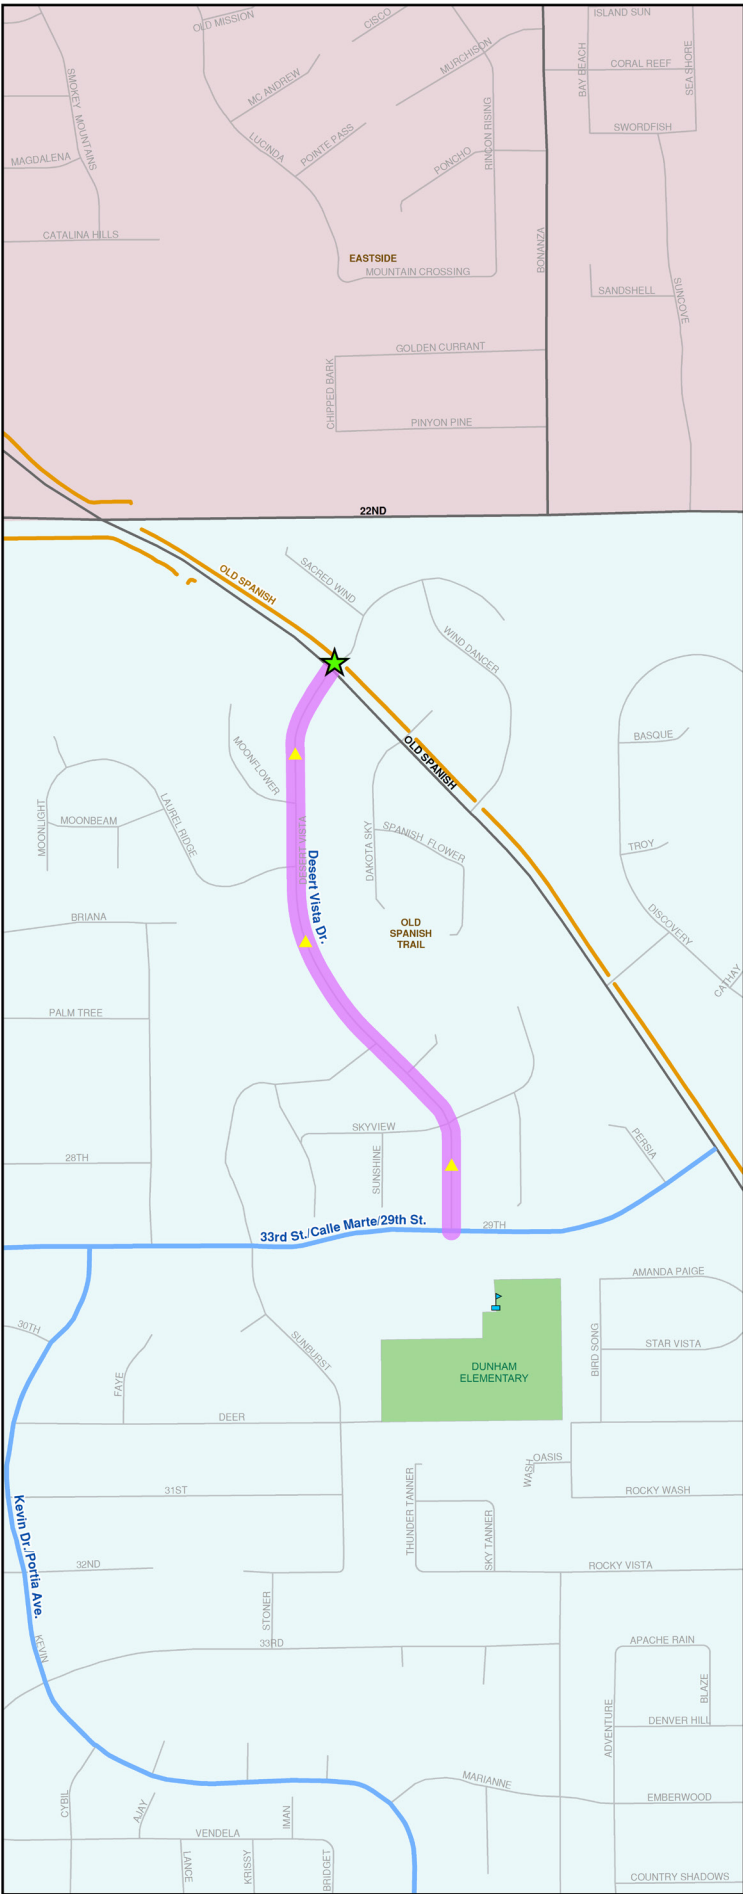 OLD MISSION
CISCO
ISLAND SUN
SMOKEY MOUNTAINS
MC ANDREW
MURCHISON
BAY BEACH
CORAL REEF
SEA SHORE
MAGDALENA
LUCINDA
POINTE PASS
PONCHO
RINCON RISING
SWORDFISH
CATALINA HILLS
EASTSIDE
MOUNTAIN CROSSING
BONANZA
SANDSHELL
SUNCOVE
GOLDEN CURRANT
CHIPPED BARK
PINYON PINE
22ND
OLD SPANISH
SACRED WIND
WIND DANCER
BASQUE
MOONFLOWER
OLD SPANISH
MOONLIGHT
MOONBEAM
LAUREL RIDGE
DESERT VISTA
Desert Vista Dr.
DAKOTA SKY
SPANISH FLOWER
TROY
BRIANA
OLD
SPANISH
TRAIL
DISCOVERY
CATHAY
PALM TREE
SKYVIEW
SUNSHINE
PERSIA
28TH
33rd St./Calle Marte/29th St.
29TH
30TH
AMANDA PAIGE
SUNBURST
BIRD SONG
STAR VISTA
DUNHAM
ELEMENTARY
FAYE
DEER
THUNDER TANNER
WASH
OASIS
31ST
ROCKY WASH
Kevin Dr./Portia Ave.
SKY TANNER
32ND
ROCKY VISTA
STONER
KEVIN
33RD
APACHE RAIN
BLAZE
ADVENTURE
DENVER HILL
CYBIL
AJAY
IMAN
MARIANNE
EMBERWOOD
VENDELA
LANCE
KRISSY
BRIDGET
COUNTRY SHADOWS